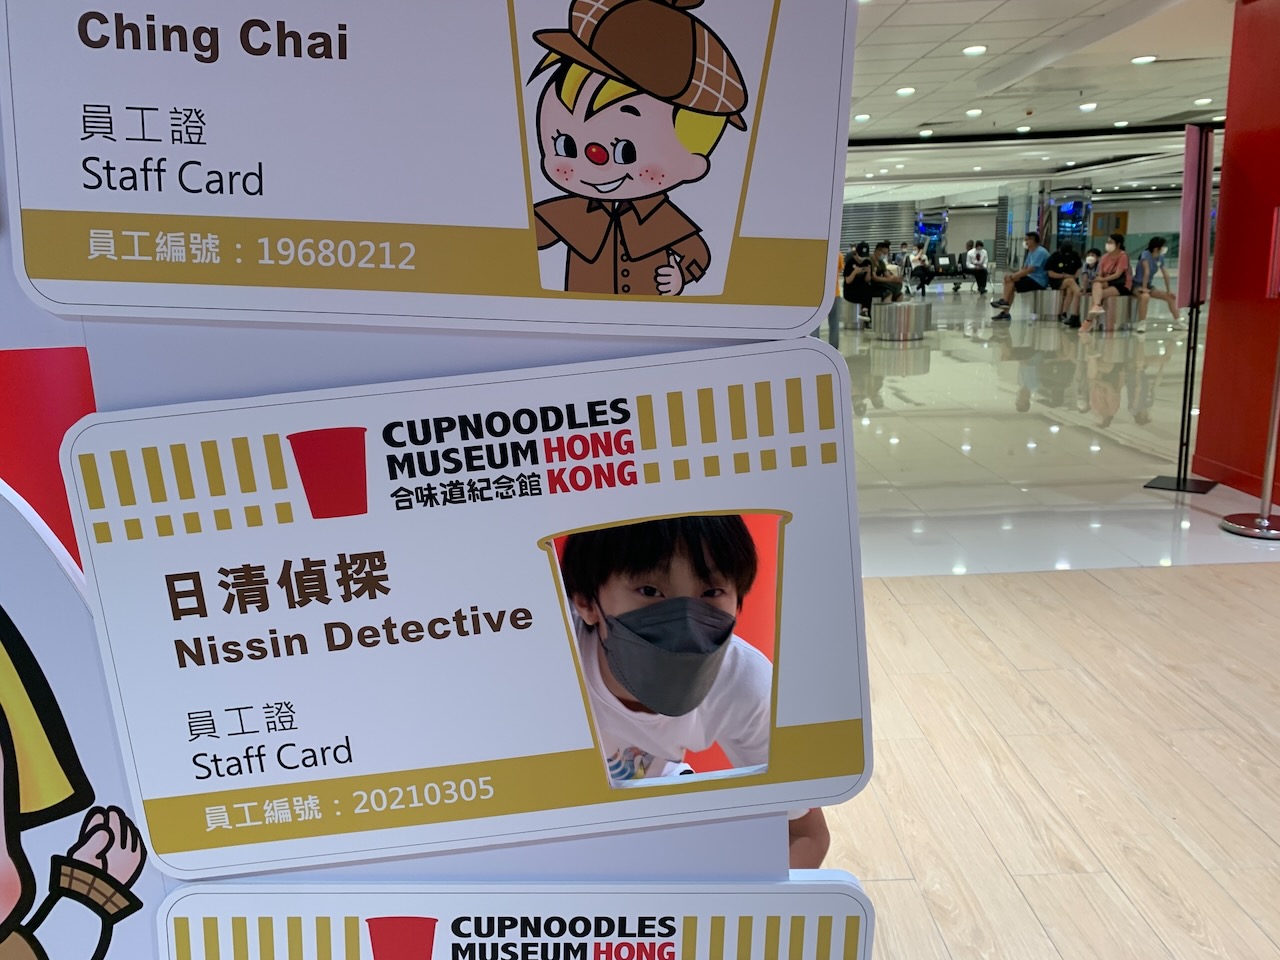 Ching Chai
員工證
Staff Card
員工編號：19680212
CUPNOODLES
MUSEUM HONG
合味道紀念館 KONG
日清偵探
Nissin Detective
員工證
Staff Card
員工編號：20210305
CUPNOODLES
MUSEUM HONG